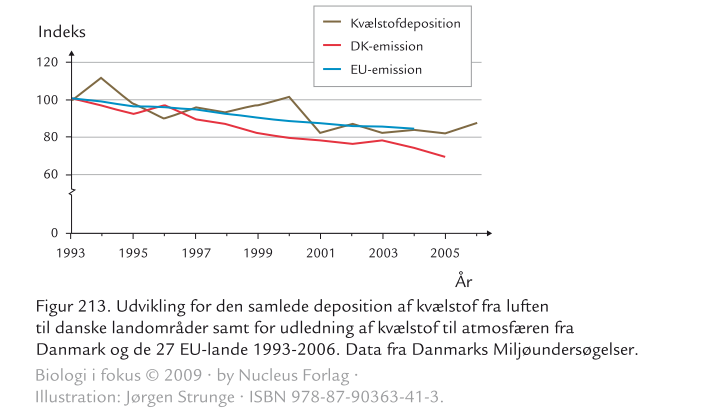 Indeks
Kvælstofdeposition
DK-emission
EU-emission
120
100
80
60
0
1993 1995 1997 1999 2001 2003 2005
År
Figur 213. Udvikling for den samlede deposition af kvælstof fra luften
til danske landområder samt for udledning af kvælstof til atmosfæren fra
Danmark og de 27 EU-lande 1993-2006. Data fra Danmarks Miljøundersøgelser.
Biologi i fokus © 2009 · by Nucleus Forlag ·
Illustration: Jørgen Strunge · ISBN 978-87-90363-41-3.